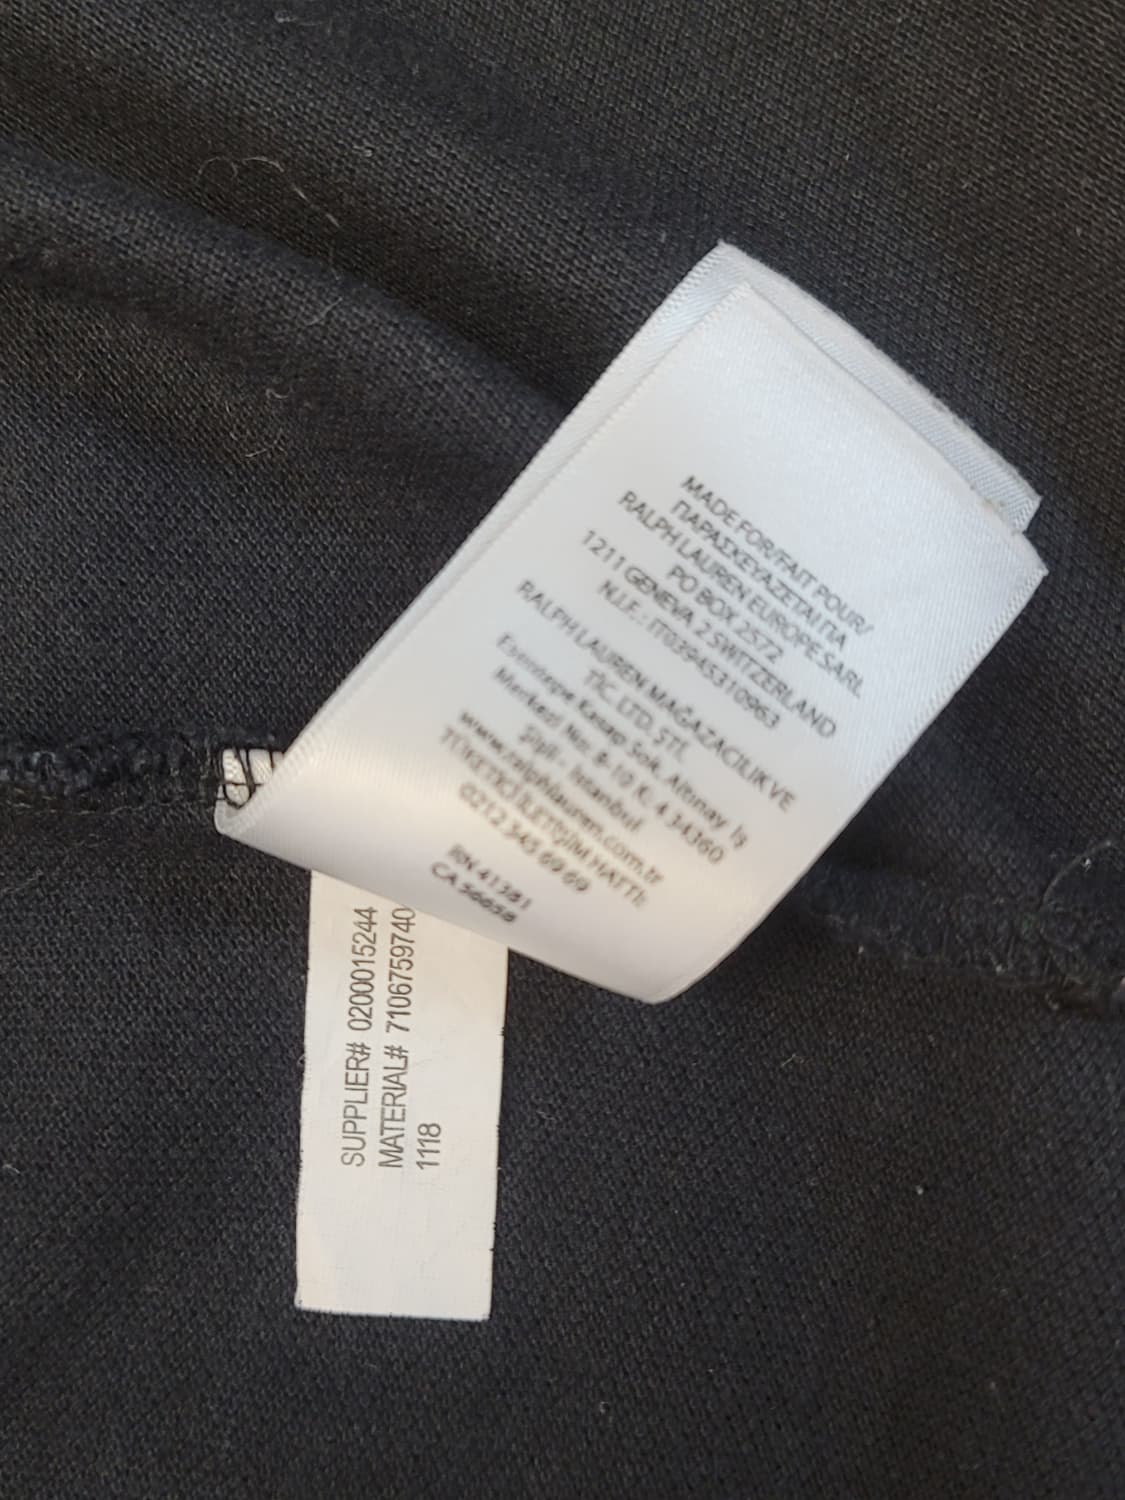 MADE FOR/FAIT POUR/
ΠΑΡΑΣΚΕΥΑΖΕΤΑΙ ΓΙΑ
RALPH LAUREN EUROPE SARL
PO BOX 2572
1211 GENEVA 2 SWITZERLAND
N.I.F.: IT03945310963
RALPH LAUREN MAĞAZACILIK VE
TİC. LTD. ŞTİ.
Esentepe Kasap Sok. Altinay Iş
Merkezi No: 8-10 K. 4 34360
Şişli - İstanbul
www.ralphlauren.com.tr
TÜKETİCİ İLETİŞİM HATTI:
0212 345 69 69
RN 41381
CA 56658
SUPPLIER# 0200015244
MATERIAL# 7106759740
1118